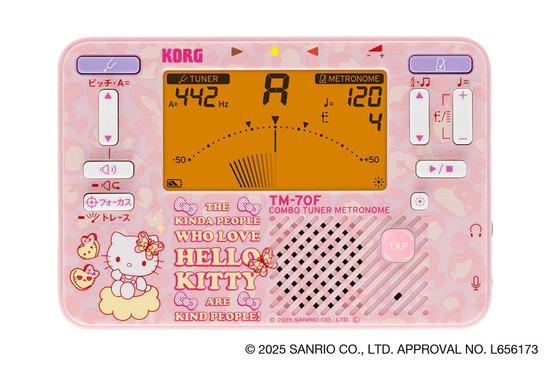 KORG
TUNER
METRONOME
ピッチ・A=
A=442 Hz
A
♩=120
4
-50
+50
♩=
- +
+
-
フォーカス
トレース
TM-70F
COMBO TUNER METRONOME
THE
KINDA PEOPLE
WHO LOVE
HELLO
KITTY
ARE
KIND PEOPLE!
TAP
© 2025 SANRIO CO., LTD. Ⓛ
© 2025 SANRIO CO., LTD. APPROVAL NO. L656173